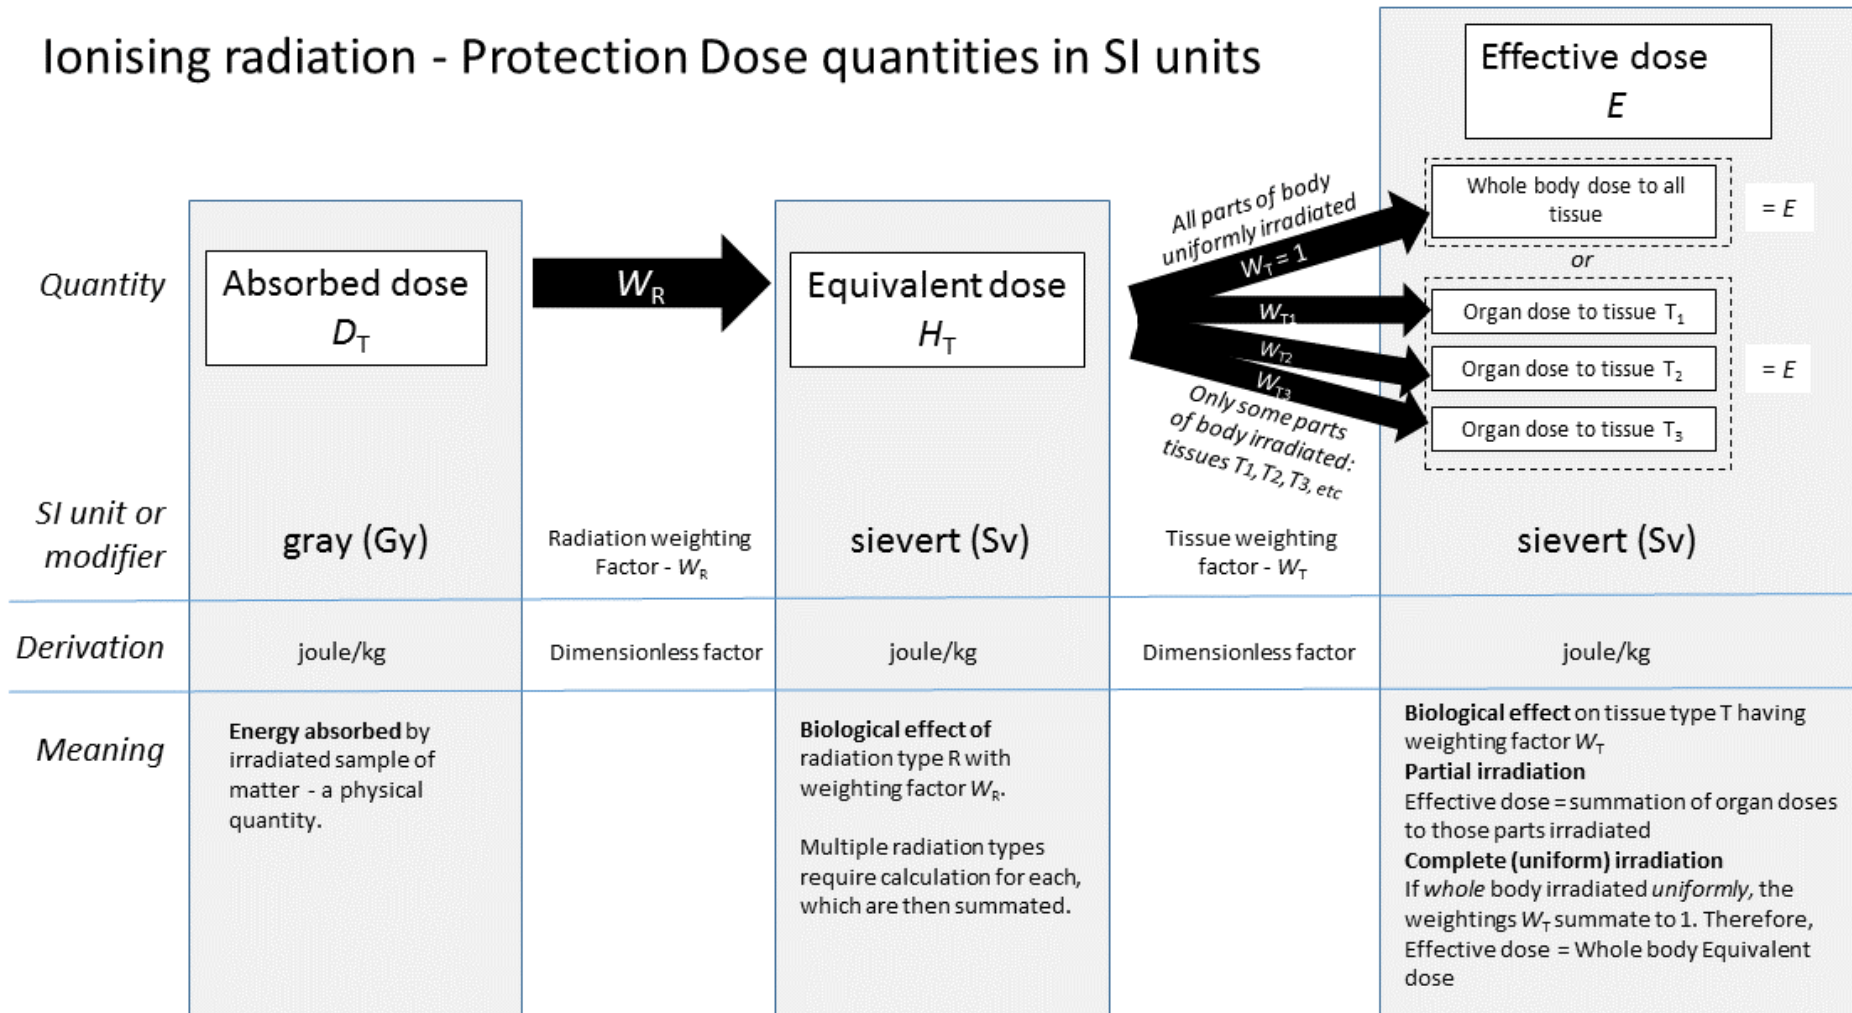 Ionising radiation - Protection Dose quantities in SI units
Effective dose
E
Whole body dose to all
tissue
= E
or
Organ dose to tissue T1
Organ dose to tissue T2
Organ dose to tissue T3
= E
All parts of body
uniformly irradiated
WT = 1
WT1
WT2
WT3
Only some parts
of body irradiated:
tissues T1, T2, T3, etc
Quantity
Absorbed dose
DT
WR
Equivalent dose
HT
SI unit or
modifier
gray (Gy)
Radiation weighting
Factor - WR
sievert (Sv)
Tissue weighting
factor - WT
sievert (Sv)
Derivation
joule/kg
Dimensionless factor
joule/kg
Dimensionless factor
joule/kg
Meaning
Energy absorbed by
irradiated sample of
matter - a physical
quantity.
Biological effect of
radiation type R with
weighting factor WR.
Multiple radiation types
require calculation for each,
which are then summated.
Biological effect on tissue type T having
weighting factor WT
Partial irradiation
Effective dose = summation of organ doses
to those parts irradiated
Complete (uniform) irradiation
If whole body irradiated uniformly, the
weightings WT summate to 1. Therefore,
Effective dose = Whole body Equivalent
dose